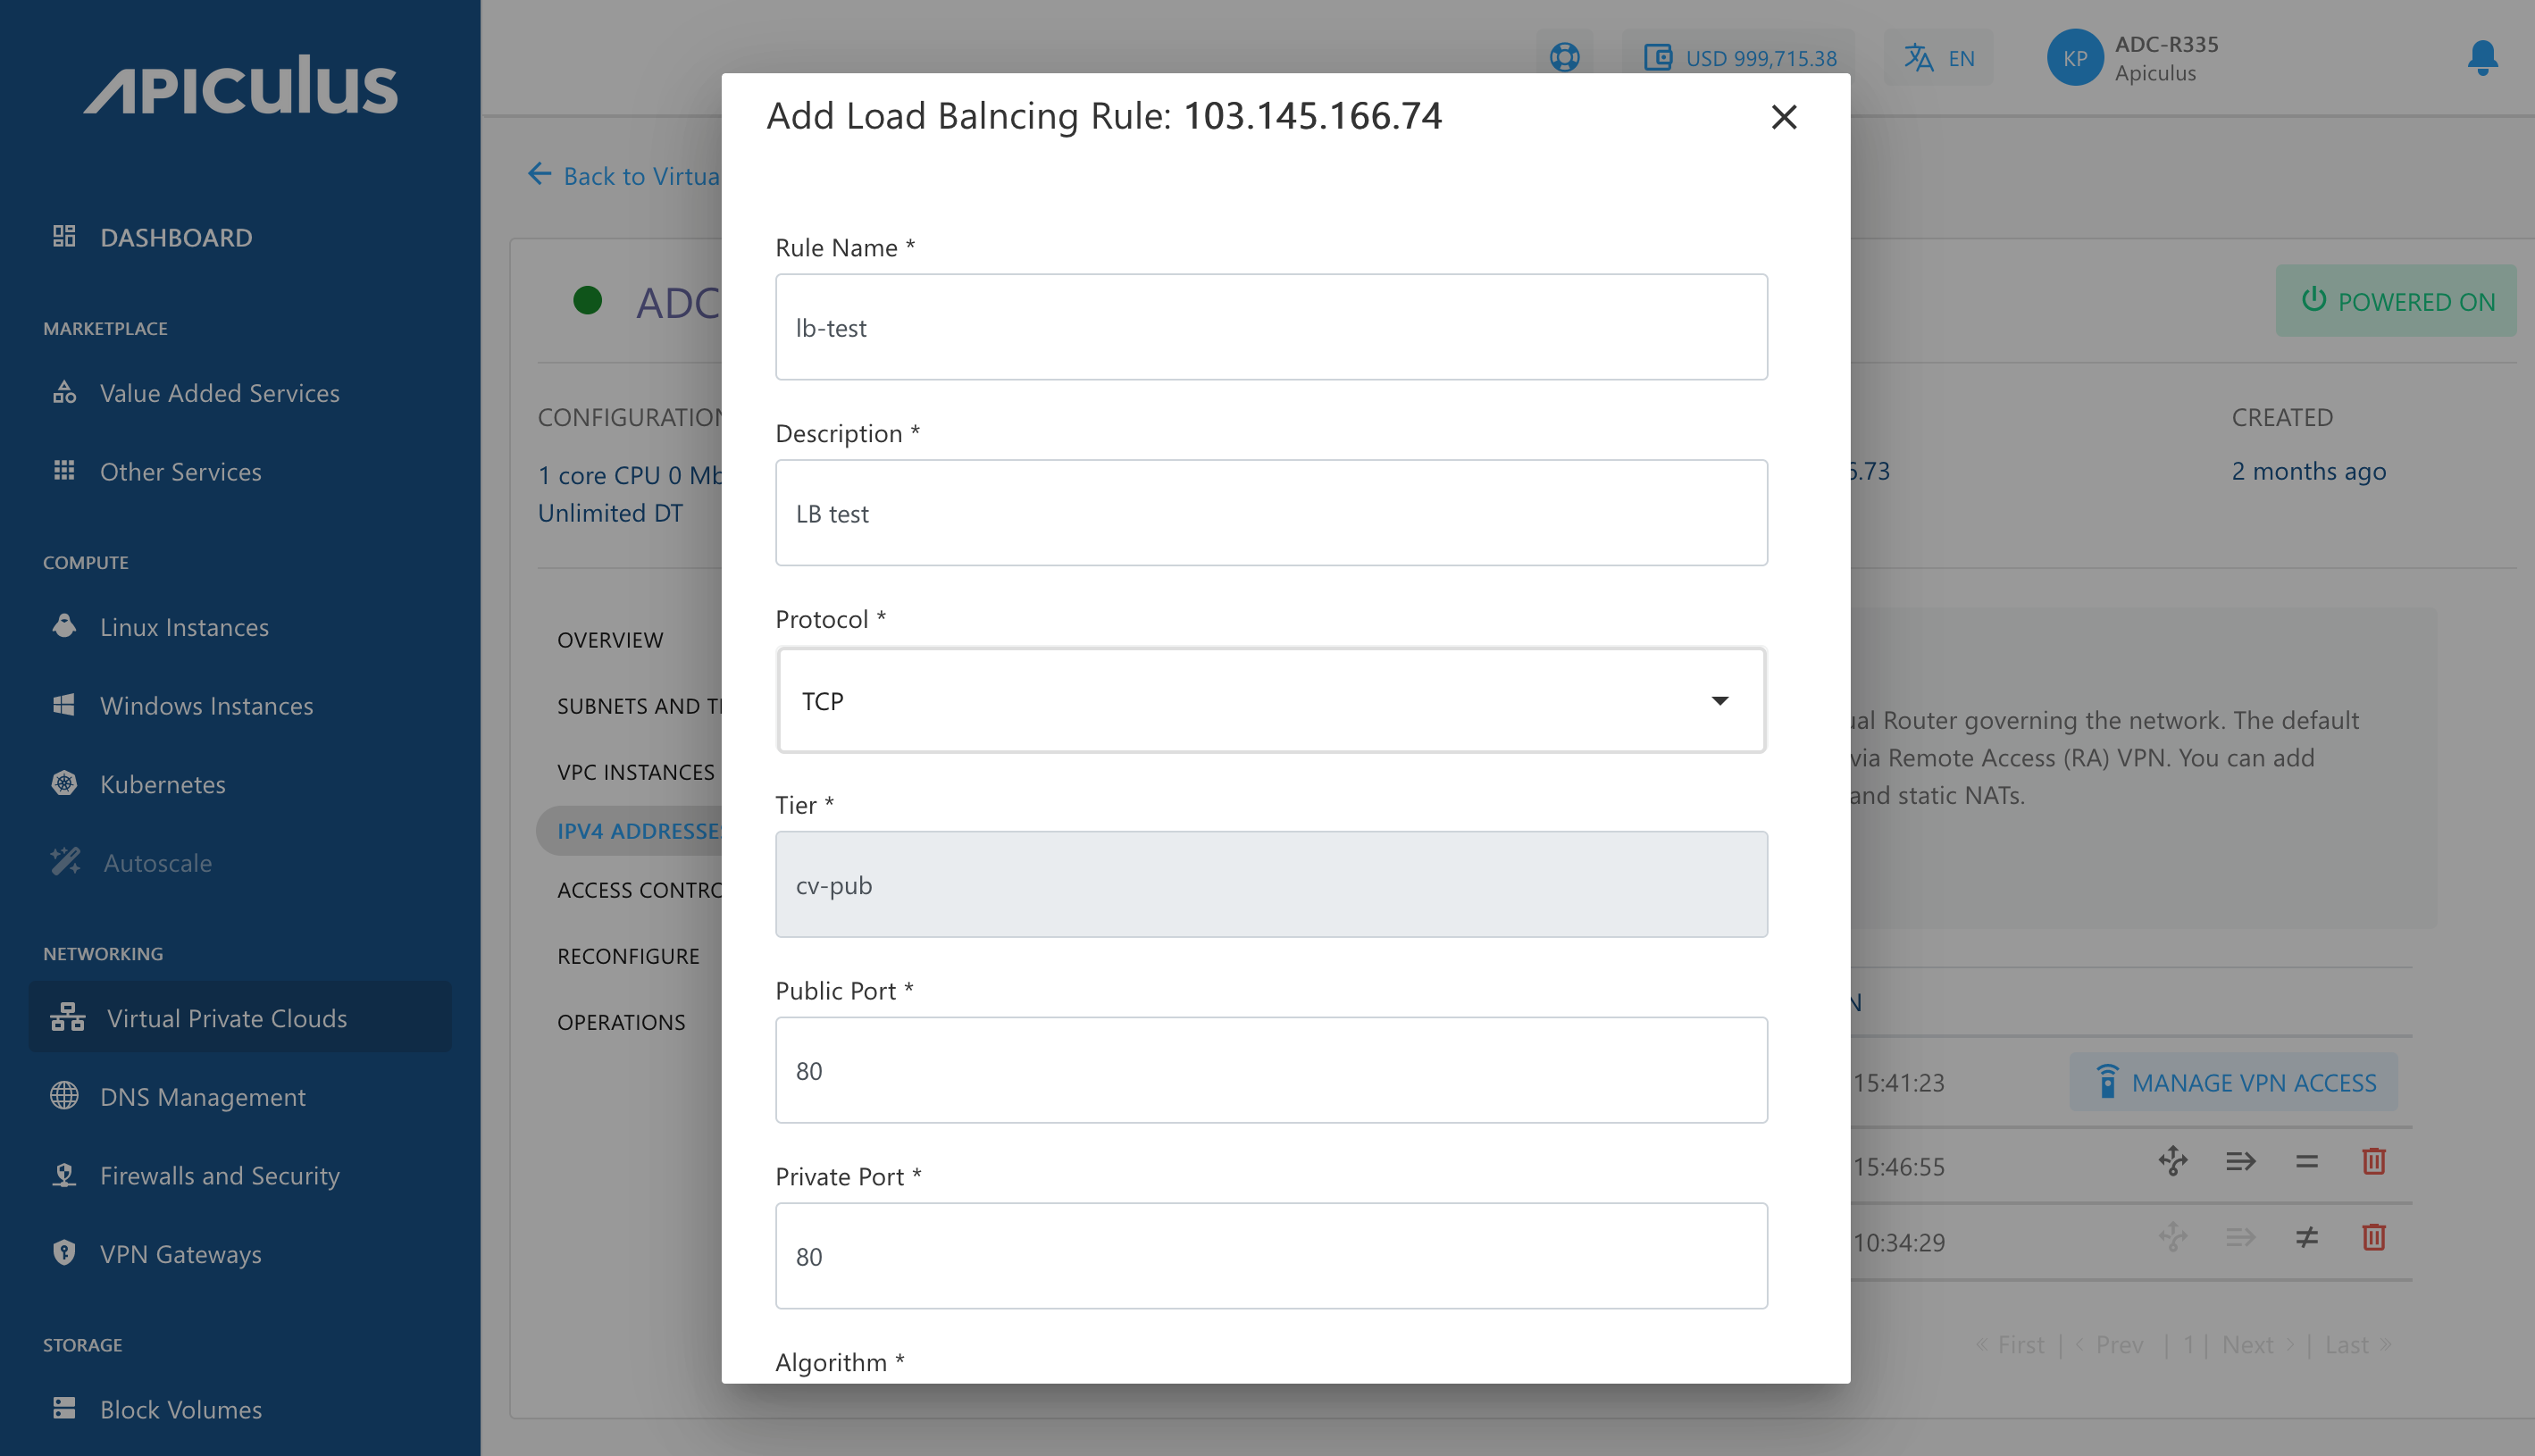 APICULUS
DASHBOARD
MARKETPLACE
Value Added Services
Other Services
COMPUTE
Linux Instances
Windows Instances
Kubernetes
Autoscale
NETWORKING
Virtual Private Clouds
DNS Management
Firewalls and Security
VPN Gateways
STORAGE
Block Volumes
USD 999,715.38
EN
KP
ADC-R335
Apiculus
Back to Virtua
ADC
POWERED ON
CONFIGURATION
1 core CPU 0 Mb
Unlimited DT
6.73
CREATED
2 months ago
OVERVIEW
SUBNETS AND TI
VPC INSTANCES
IPV4 ADDRESSES
ACCESS CONTRO
RECONFIGURE
OPERATIONS
ual Router governing the network. The default
via Remote Access (RA) VPN. You can add
and static NATs.
N
15:41:23
MANAGE VPN ACCESS
15:46:55
10:34:29
« First | ‹ Prev | 1 | Next › | Last »
Add Load Balncing Rule: 103.145.166.74
Rule Name *
lb-test
Description *
LB test
Protocol *
TCP
Tier *
cv-pub
Public Port *
80
Private Port *
80
Algorithm *